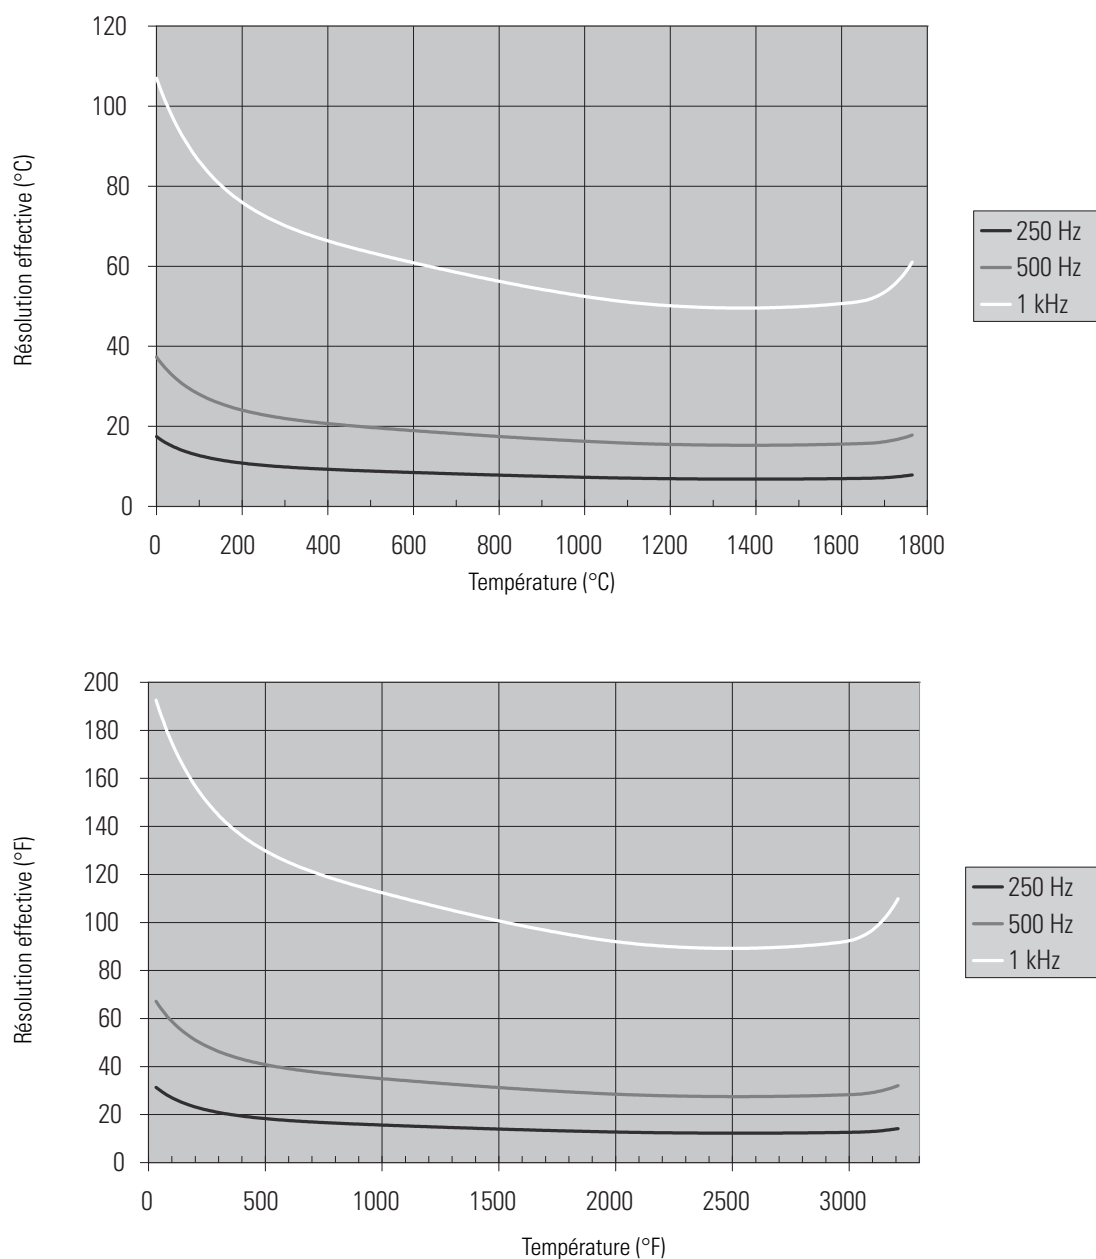 120
100
80
60
40
20
0
Résolution effective (°C)
0 200 400 600 800 1000 1200 1400 1600 1800
Température (°C)
250 Hz
500 Hz
1 kHz
200
180
160
140
120
100
80
60
40
20
0
Résolution effective (°F)
0 500 1000 1500 2000 2500 3000
Température (°F)
250 Hz
500 Hz
1 kHz